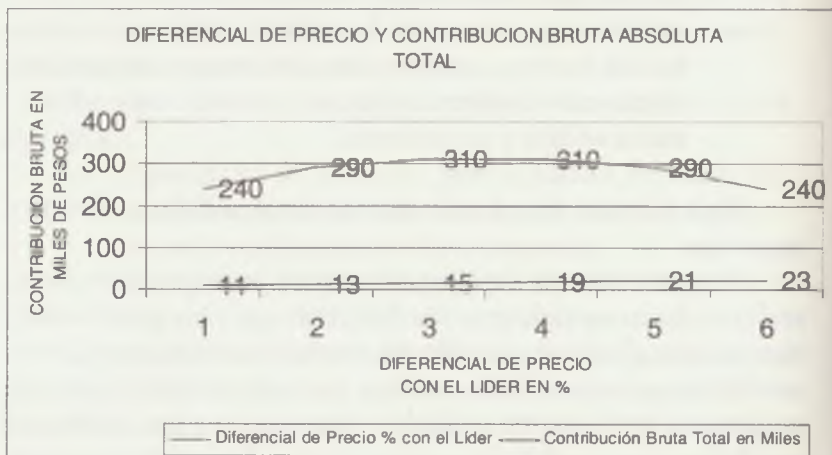 DIFERENCIAL DE PRECIO Y CONTRIBUCION BRUTA ABSOLUTA
TOTAL
CONTRIBUCION BRUTA EN
MILES DE PESOS
400
300
200
100
0
240 290 310 310 290 240
11 13 15 19 21 23
1 2 3 4 5 6
DIFERENCIAL DE PRECIO
CON EL LIDER EN %
Diferencial de Precio % con el Líder Contribución Bruta Total en Miles